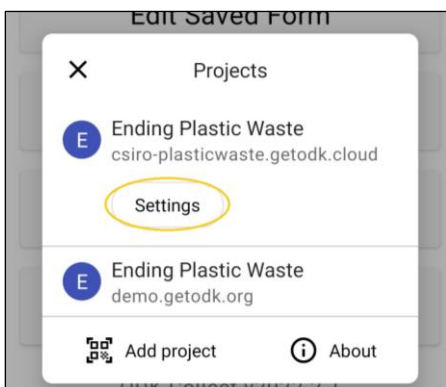 Edit Saved Form
Projects
E
Ending Plastic Waste
csiro-plasticwaste.getodk.cloud
Settings
E
Ending Plastic Waste
demo.getodk.org
Add project
About